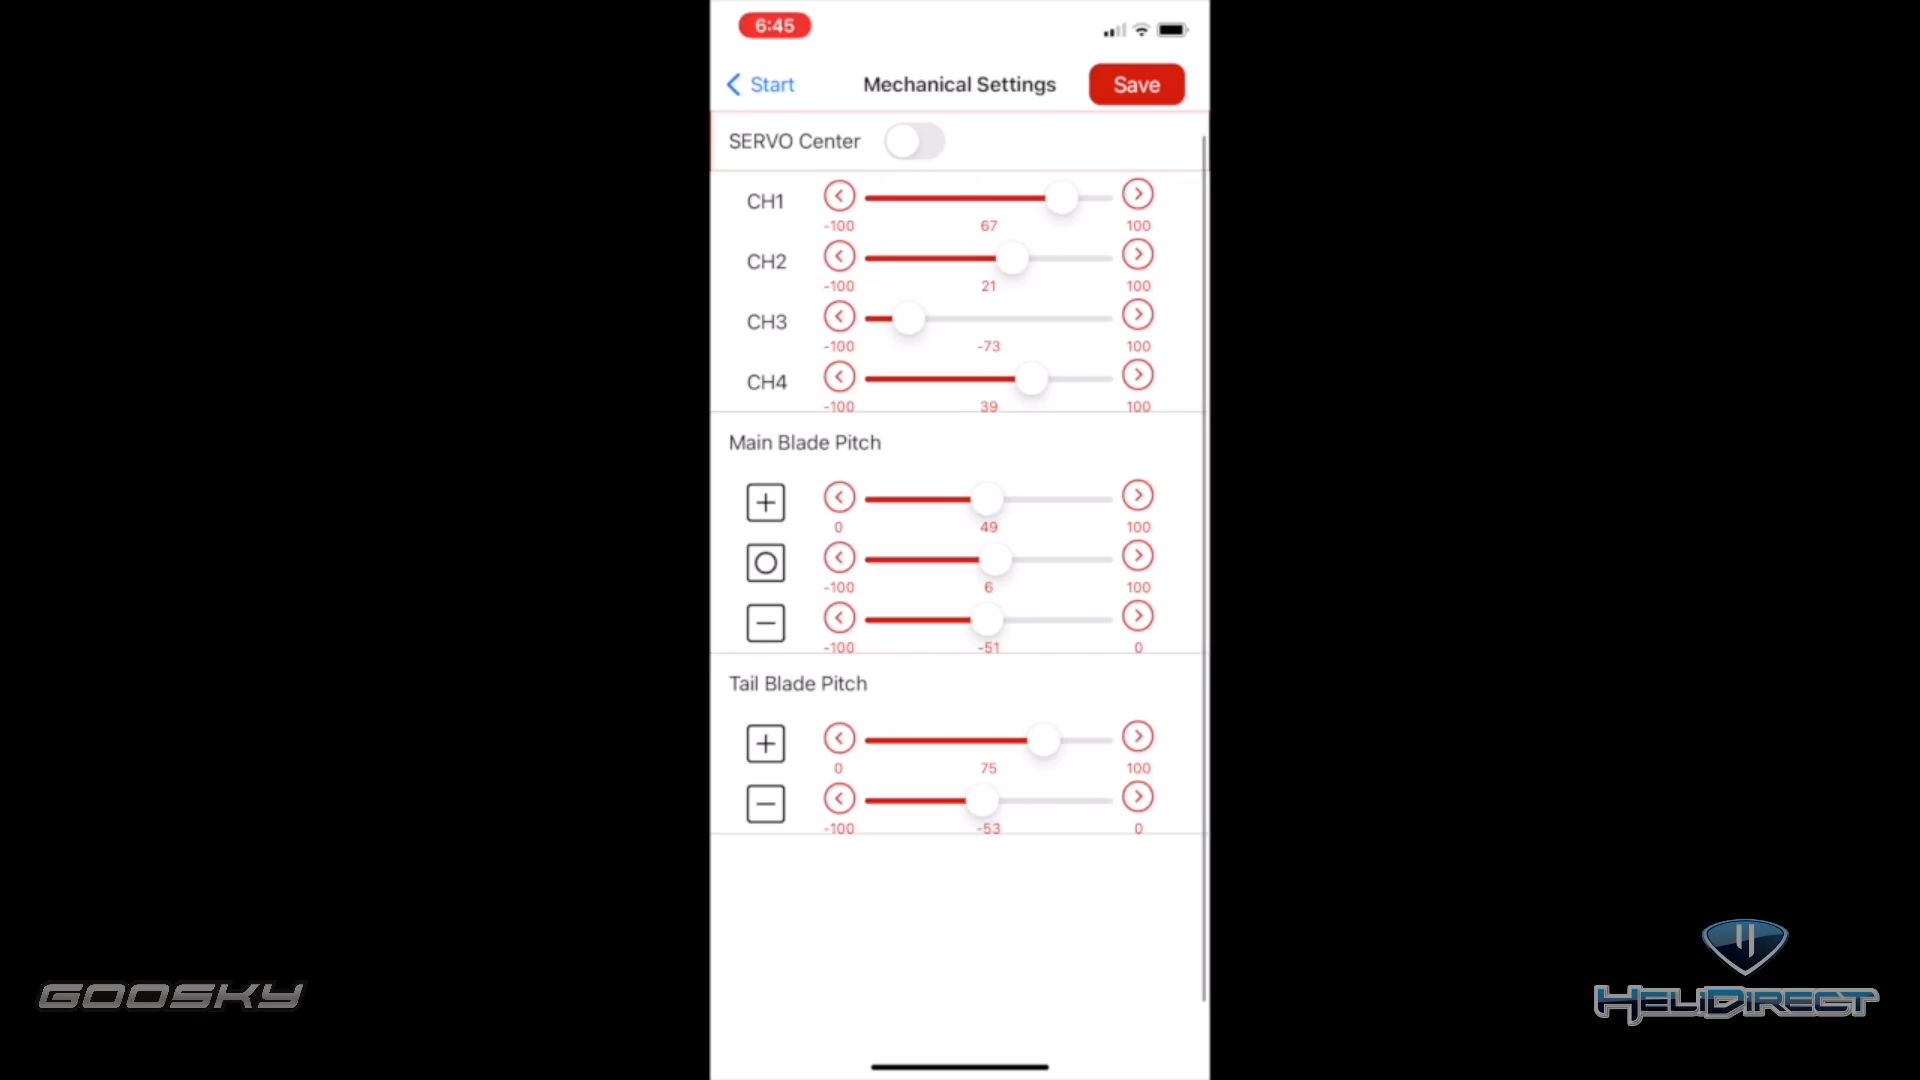 6:45
Start
Mechanical Settings
Save
SERVO Center
CH1
-100 67 100
CH2
-100 21 100
CH3
-100 -73 100
CH4
-100 39 100
Main Blade Pitch
0 49 100
-100 6 100
-100 -51 0
Tail Blade Pitch
0 75 100
-100 -53 0
GOOSKY
HELIDIRECT